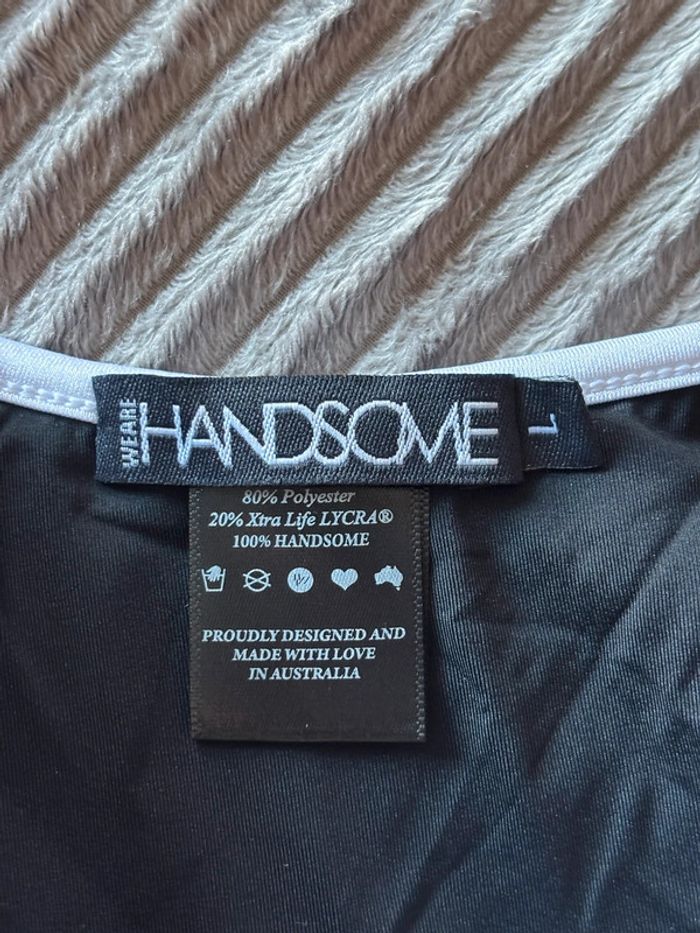 WE ARE
HANDSOME
L
80% Polyester
20% Xtra Life LYCRA®
100% HANDSOME
PROUDLY DESIGNED AND
MADE WITH LOVE
IN AUSTRALIA